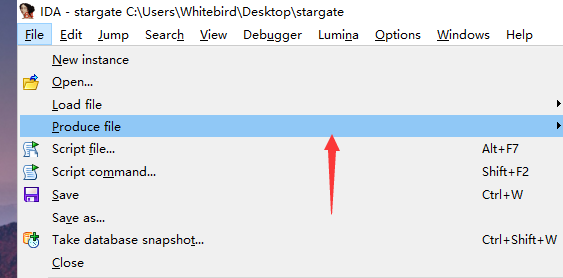 IDA - stargate C:\Users\Whitebird\Desktop\stargate
File Edit Jump Search View Debugger Lumina Options Windows Help
New instance
Open...
Load file
Produce file
Script file... Alt+F7
Script command... Shift+F2
Save Ctrl+W
Save as...
Take database snapshot... Ctrl+Shift+W
Close